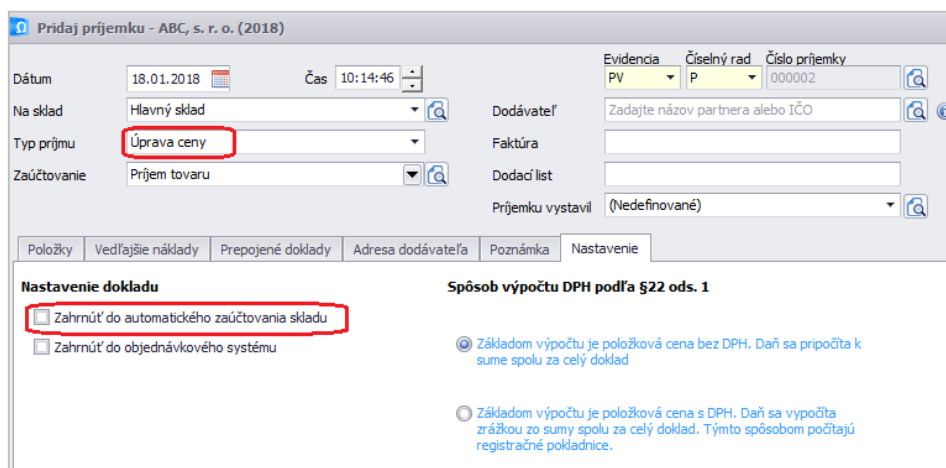 Pridaj príjemku - ABC, s. r. o. (2018)
Evidencia Číselný rad Číslo príjemky
Dátum 18.01.2018 Čas 10:14:46 PV P 000002
Na sklad Hlavný sklad Dodávateľ Zadajte názov partnera alebo IČO
Typ príjmu Úprava ceny Faktúra
Zaúčtovanie Príjem tovaru Dodací list
Príjemku vystavil (Nedefinované)
Položky Vedľajšie náklady Prepojené doklady Adresa dodávateľa Poznámka Nastavenie
Nastavenie dokladu
Zahrnúť do automatického zaúčtovania skladu
Zahrnúť do objednávkového systému
Spôsob výpočtu DPH podľa §22 ods. 1
Základom výpočtu je položková cena bez DPH. Daň sa pripočíta k
sume spolu za celý doklad
Základom výpočtu je položková cena s DPH. Daň sa vypočíta
zrážkou zo sumy spolu za celý doklad. Týmto spôsobom počítajú
registračné pokladnice.